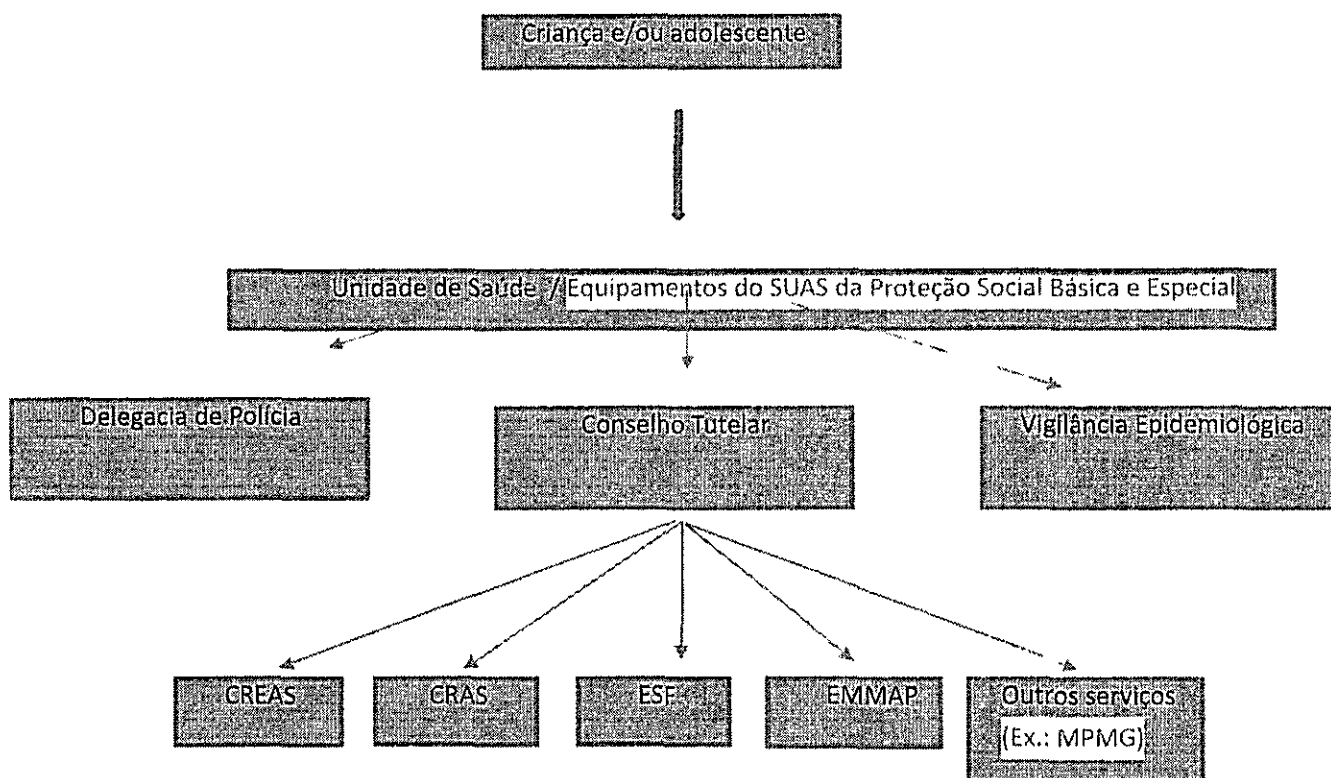 Criança e/ou adolescente
Unidade de Saúde / Equipamentos do SUAS da Proteção Social Básica e Especial
Delegacia de Polícia
Conselho Tutelar
Vigilância Epidemiológica
CREAS
CRAS
ESF
EMMAP
Outros serviços
(Ex.: MPMG)